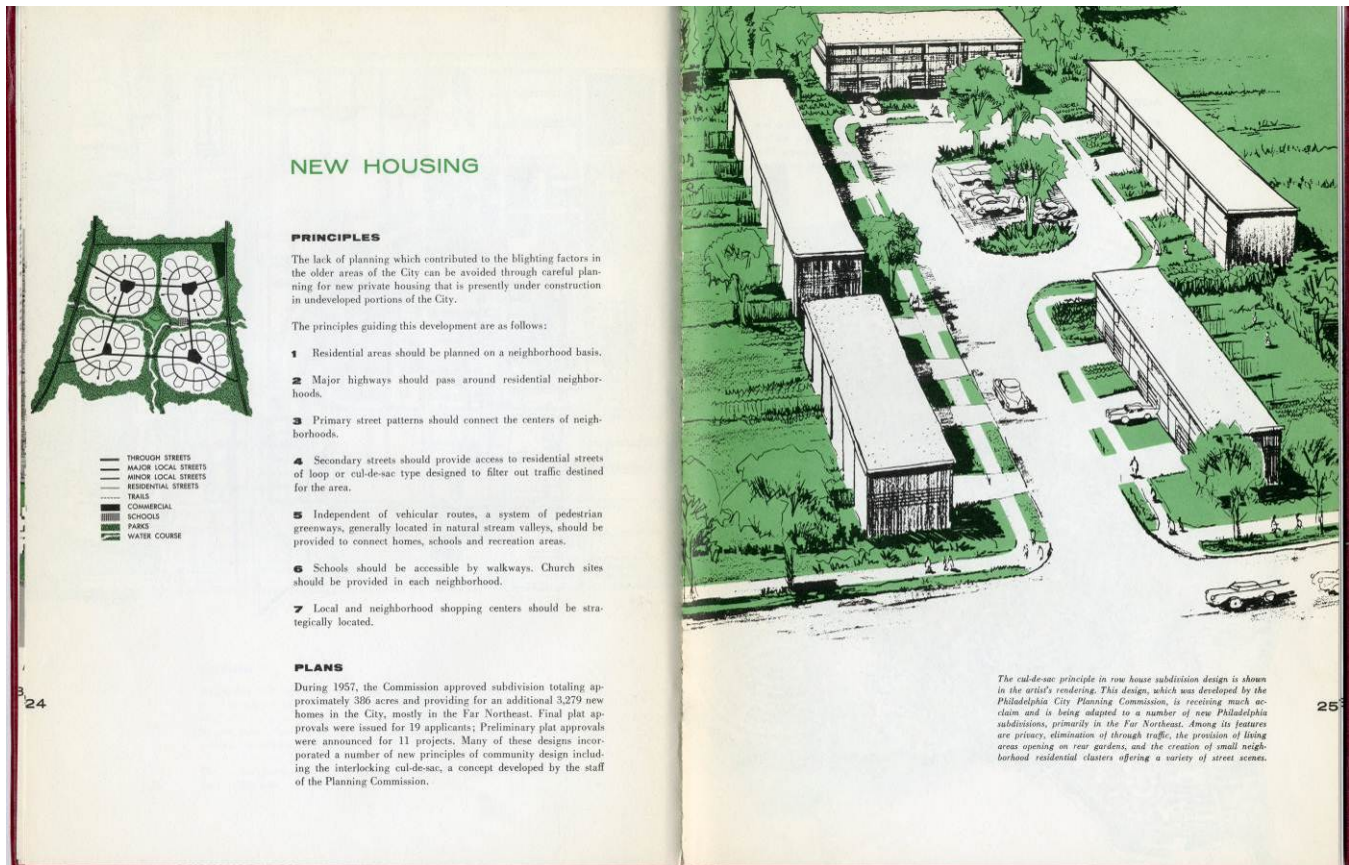 NEW HOUSING
THROUGH STREETS
MAJOR LOCAL STREETS
MINOR LOCAL STREETS
RESIDENTIAL STREETS
TRAILS
COMMERCIAL
SCHOOLS
PARKS
WATER COURSE
PRINCIPLES
The lack of planning which contributed to the blighting factors in
the older areas of the City can be avoided through careful plan-
ning for new private housing that is presently under construction
in undeveloped portions of the City.
The principles guiding this development are as follows:
1 Residential areas should be planned on a neighborhood basis.
2 Major highways should pass around residential neighbor-
hoods.
3 Primary street patterns should connect the centers of neigh-
borhoods.
4 Secondary streets should provide access to residential streets
of loop or cul-de-sac type designed to filter out traffic destined
for the area.
5 Independent of vehicular routes, a system of pedestrian
greenways, generally located in natural stream valleys, should be
provided to connect homes, schools and recreation areas.
6 Schools should be accessible by walkways. Church sites
should be provided in each neighborhood.
7 Local and neighborhood shopping centers should be stra-
tegically located.
PLANS
During 1957, the Commission approved subdivision totaling ap-
proximately 386 acres and providing for an additional 3,279 new
homes in the City, mostly in the Far Northeast. Final plat ap-
provals were issued for 19 applicants; Preliminary plat approvals
were announced for 11 projects. Many of these designs incor-
porated a number of new principles of community design includ-
ing the interlocking cul-de-sac, a concept developed by the staff
of the Planning Commission.
24
The cul-de-sac principle in row house subdivision design is shown
in the artist's rendering. This design, which was developed by the
Philadelphia City Planning Commission, is receiving much ac-
claim and is being adapted to a number of new Philadelphia
subdivisions, primarily in the Far Northeast. Among its features
are privacy, elimination of through traffic, the provision of living
areas opening on rear gardens, and the creation of small neigh-
borhood residential clusters offering a variety of street scenes.
25